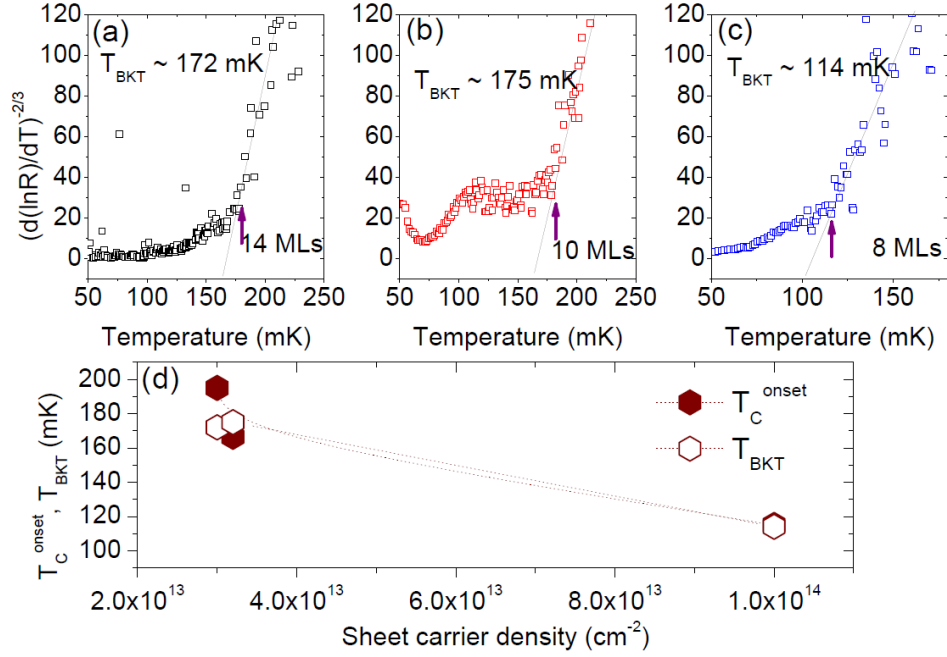 (a)
T_BKT ~ 172 mK
14 MLs
(d(lnR)/dT)^-2/3
0
20
40
60
80
100
120
50
100
150
200
250
Temperature (mK)
(b)
T_BKT ~ 175 mK
10 MLs
0
20
40
60
80
100
120
50
100
150
200
250
Temperature (mK)
(c)
T_BKT ~ 114 mK
8 MLs
0
20
40
60
80
100
120
50
100
150
Temperature (mK)
(d)
T_C^onset
T_BKT
T_C^onset, T_BKT (mK)
200
180
160
140
120
100
2.0x10^13
4.0x10^13
6.0x10^13
8.0x10^13
1.0x10^14
Sheet carrier density (cm^-2)